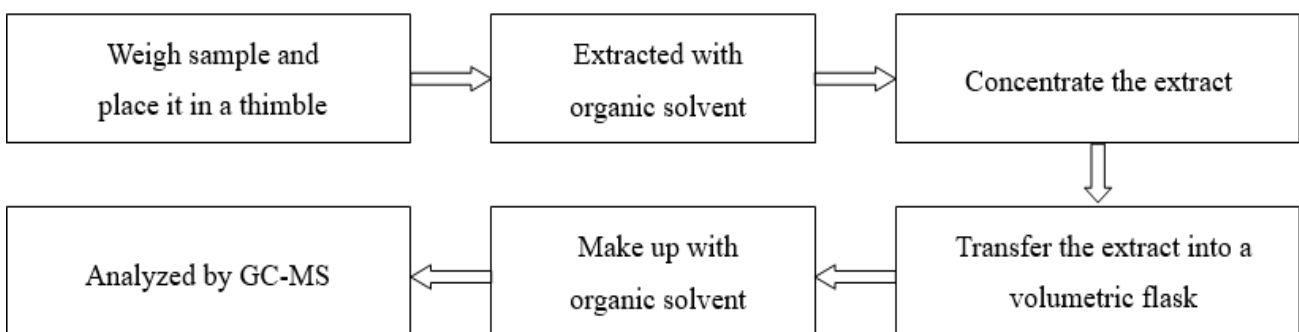 Weigh sample and
place it in a thimble
Extracted with
organic solvent
Concentrate the extract
Transfer the extract into a
volumetric flask
Make up with
organic solvent
Analyzed by GC-MS